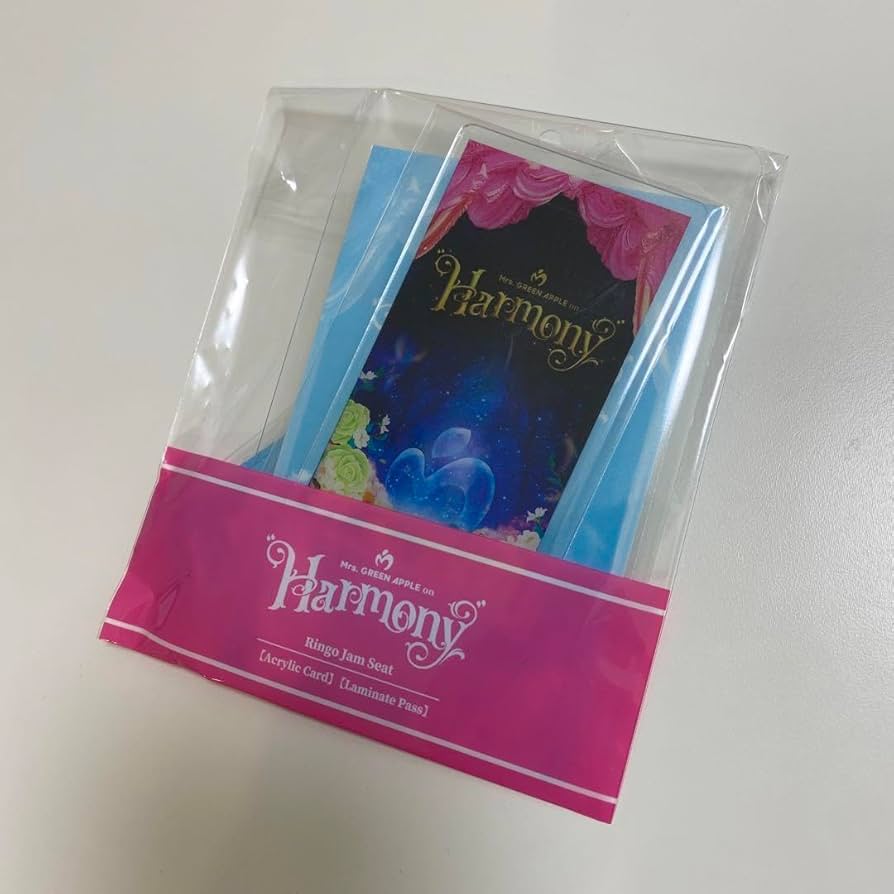 Mrs. GREEN APPLE on
Harmony
Mrs. GREEN APPLE on
Harmony
Ringo Jam Seat
【Acrylic Card】【Laminate Pass】